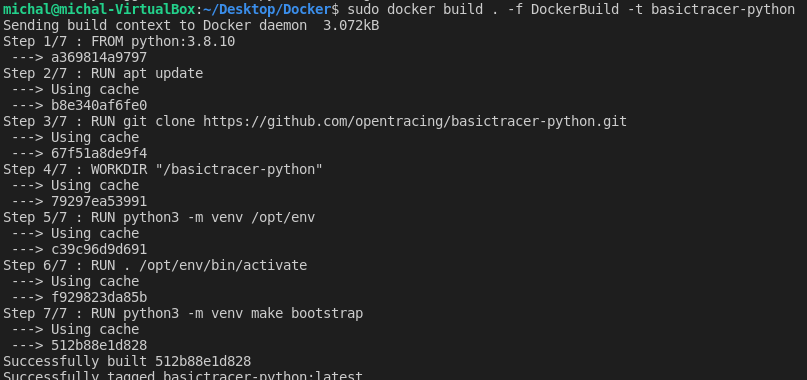 michal@michal-VirtualBox:~/Desktop/Docker$ sudo docker build . -f DockerBuild -t basictracer-python
Sending build context to Docker daemon  3.072kB
Step 1/7 : FROM python:3.8.10
 ---> a369814a9797
Step 2/7 : RUN apt update
 ---> Using cache
 ---> b8e340af6fe0
Step 3/7 : RUN git clone https://github.com/opentracing/basictracer-python.git
 ---> Using cache
 ---> 67f51a8de9f4
Step 4/7 : WORKDIR "/basictracer-python"
 ---> Using cache
 ---> 79297ea53991
Step 5/7 : RUN python3 -m venv /opt/env
 ---> Using cache
 ---> c39c96d9d691
Step 6/7 : RUN . /opt/env/bin/activate
 ---> Using cache
 ---> f929823da85b
Step 7/7 : RUN python3 -m venv make bootstrap
 ---> Using cache
 ---> 512b88e1d828
Successfully built 512b88e1d828
Successfully tagged basictracer-python:latest